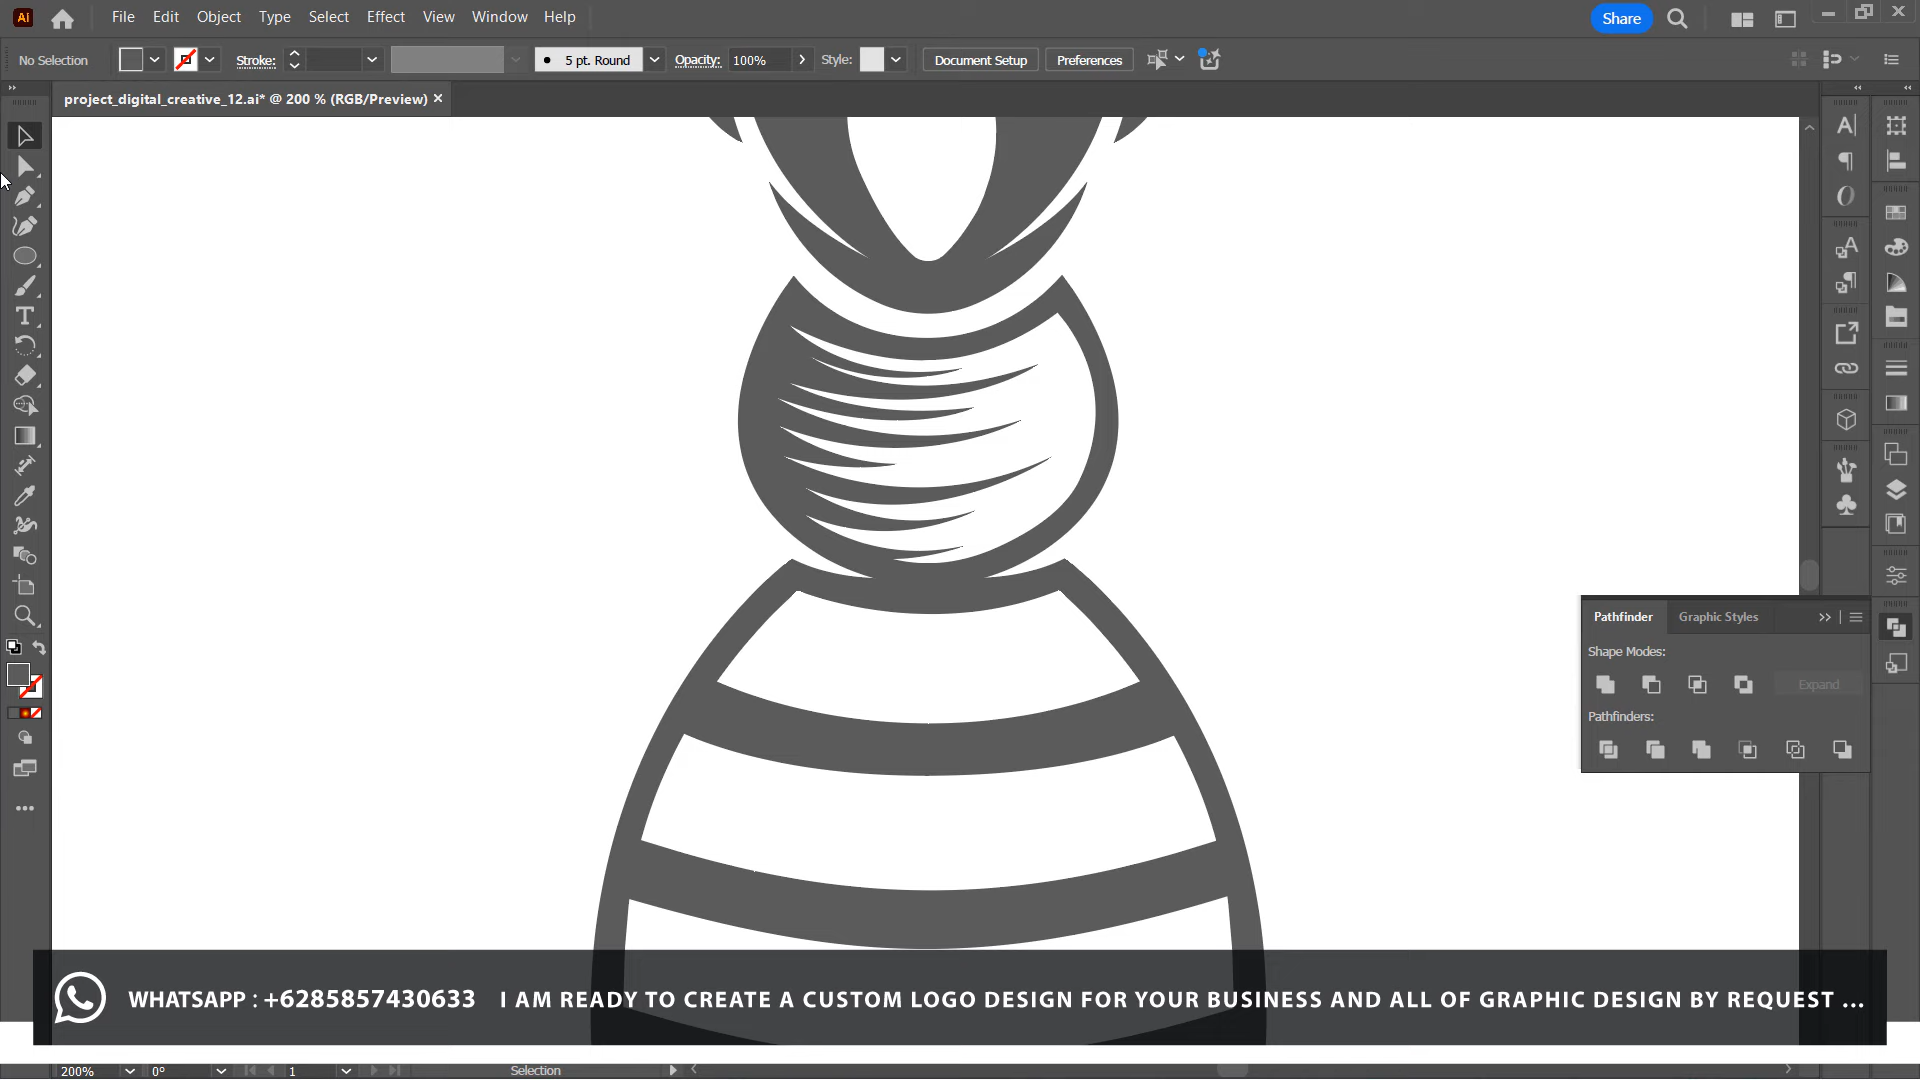 Ai File Edit Object Type Select Effect View Window Help Share
No Selection Stroke: 5 pt. Round Opacity: 100% Style: Document Setup Preferences
project_digital_creative_12.ai* @ 200 % (RGB/Preview)
Pathfinder Graphic Styles
Shape Modes:
Expand
Pathfinders:
WHATSAPP : +6285857430633 I AM READY TO CREATE A CUSTOM LOGO DESIGN FOR YOUR BUSINESS AND ALL OF GRAPHIC DESIGN BY REQUEST ...
200% 0° 1 Selection